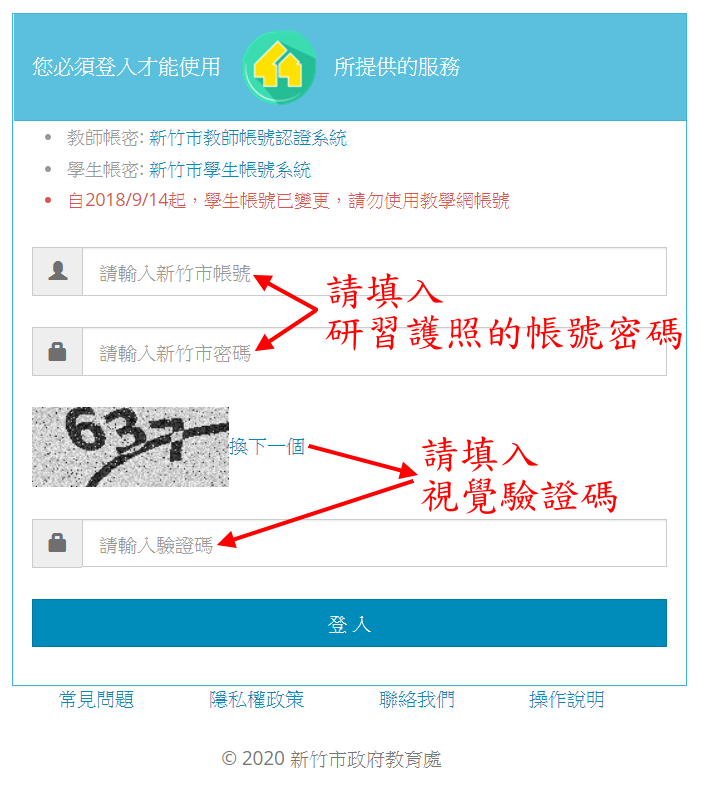 您必須登入才能使用 所提供的服務
教師帳密: 新竹市教師帳號認證系統
學生帳密: 新竹市學生帳號系統
自2018/9/14起，學生帳號已變更，請勿使用教學網帳號
請輸入新竹市帳號
請填入
研習護照的帳號密碼
請輸入新竹市密碼
637
換下一個
請填入
視覺驗證碼
請輸入驗證碼
登 入
常見問題 隱私權政策 聯絡我們 操作說明
© 2020 新竹市政府教育處